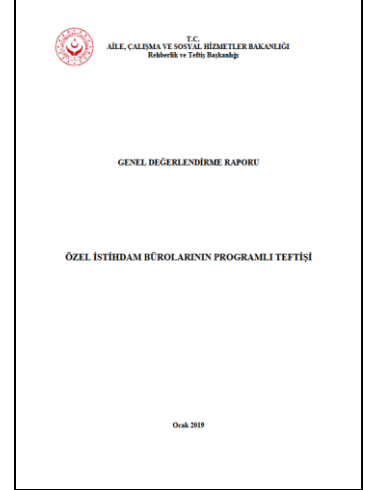 T.C.
AİLE, ÇALIŞMA VE SOSYAL HİZMETLER BAKANLIĞI
Rehberlik ve Teftiş Başkanlığı
GENEL DEĞERLENDİRME RAPORU
ÖZEL İSTİHDAM BÜROLARININ PROGRAMLI TEFTİŞİ
Ocak 2019